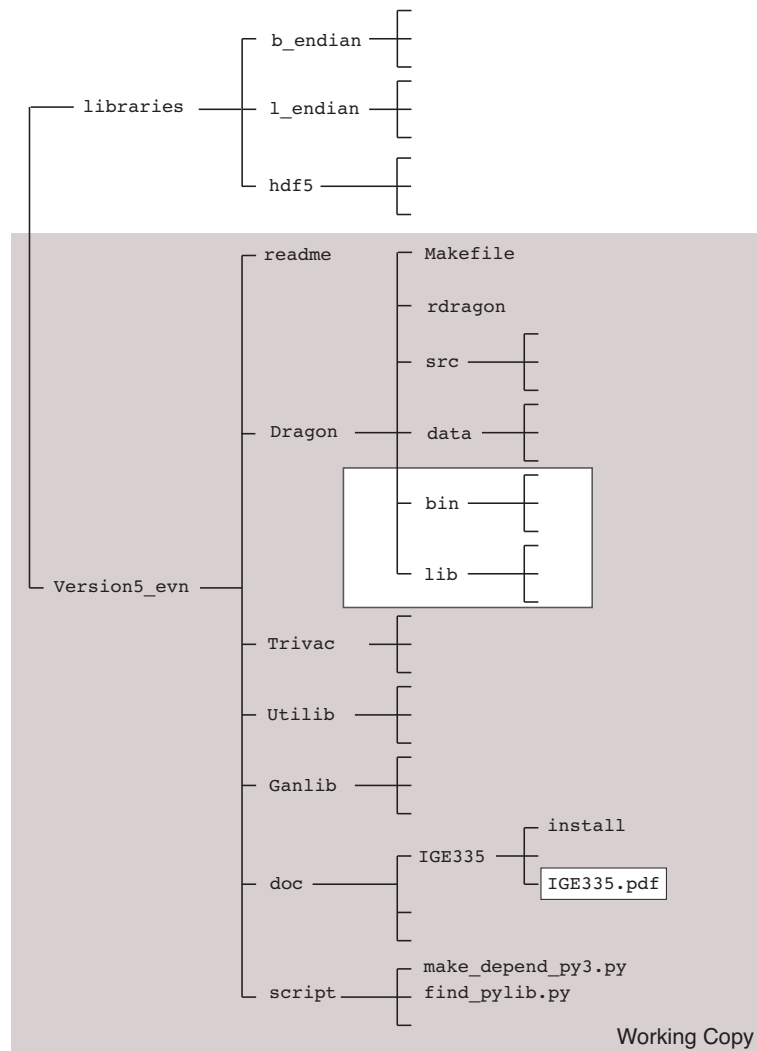 b_endian
libraries
l_endian
hdf5
readme
Makefile
rdragon
src
Dragon
data
bin
lib
Version5_evn
Trivac
Utilib
Ganlib
install
IGE335
doc
IGE335.pdf
make_depend_py3.py
script
find_pylib.py
Working Copy